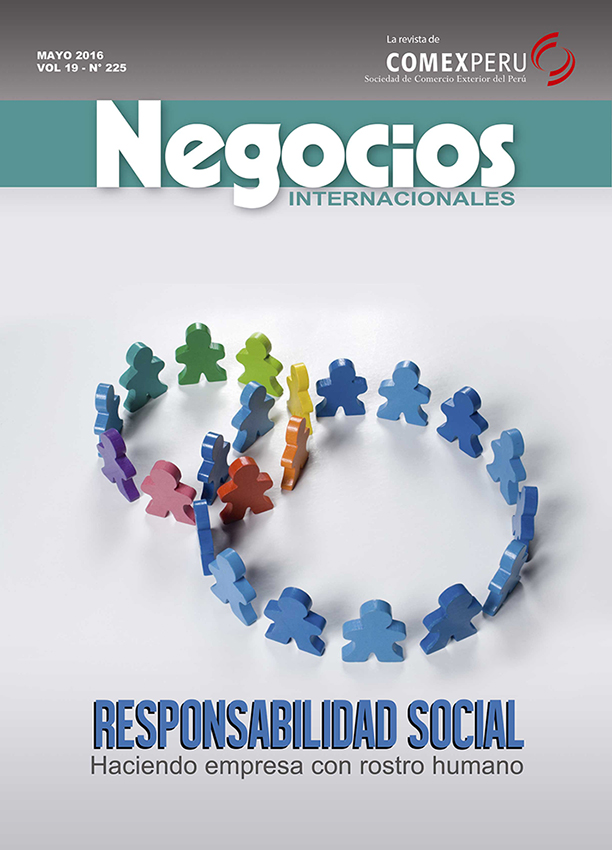 MAYO 2016
VOL 19 - N° 225
La revista de
COMEXPERU
Sociedad de Comercio Exterior del Perú
Negocios
INTERNACIONALES
RESPONSABILIDAD SOCIAL
Haciendo empresa con rostro humano